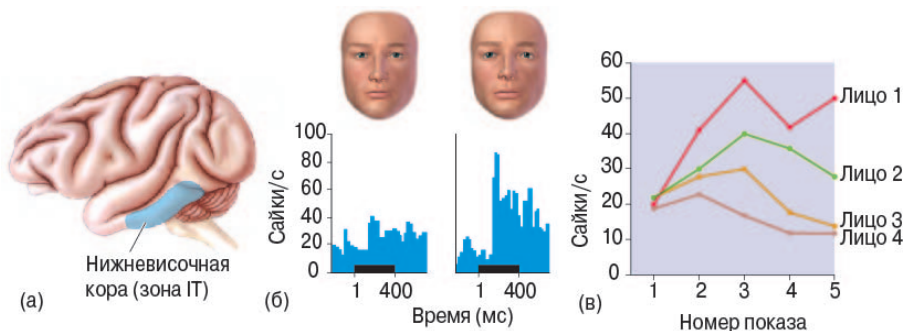 Нижневисочная
кора (зона IT)
(а)
Сайки/с
100
80
60
40
20
0
1 400
1 400
Время (мс)
(б)
Сайки/с
60
50
40
30
20
10
0
1 2 3 4 5
Номер показа
Лицо 1
Лицо 2
Лицо 3
Лицо 4
(в)